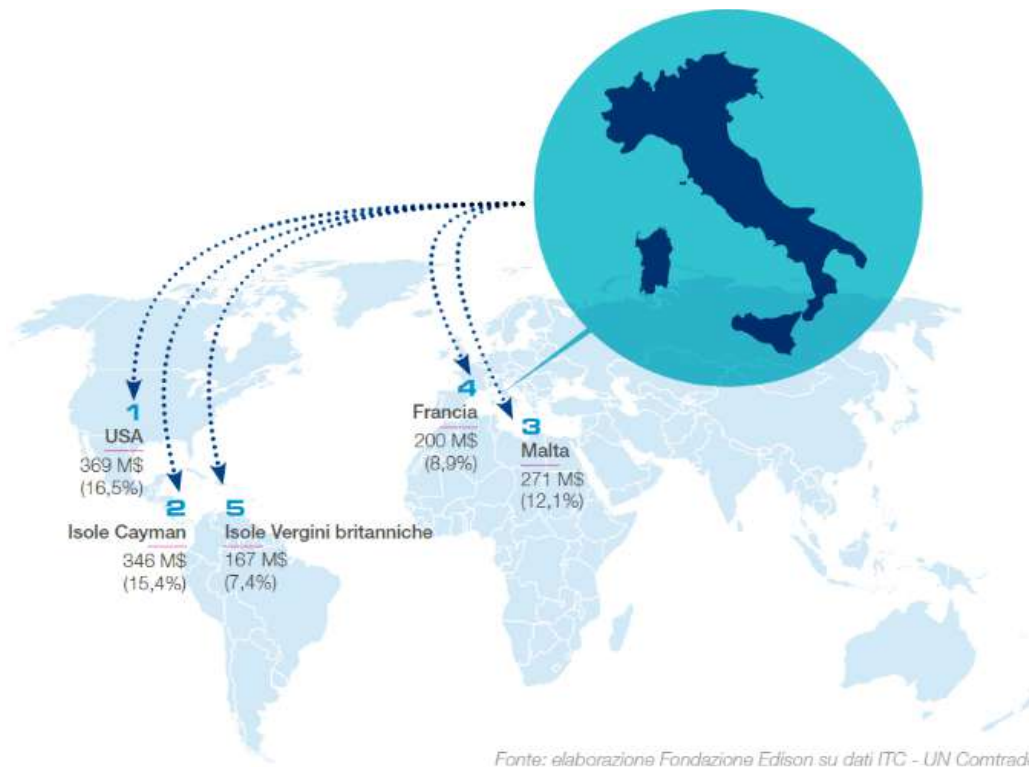 1
USA
369 M$
(16,5%)
2
Isole Cayman
346 M$
(15,4%)
5
Isole Vergini britanniche
167 M$
(7,4%)
4
Francia
200 M$
(8,9%)
3
Malta
271 M$
(12,1%)
Fonte: elaborazione Fondazione Edison su dati ITC - UN Comtrad